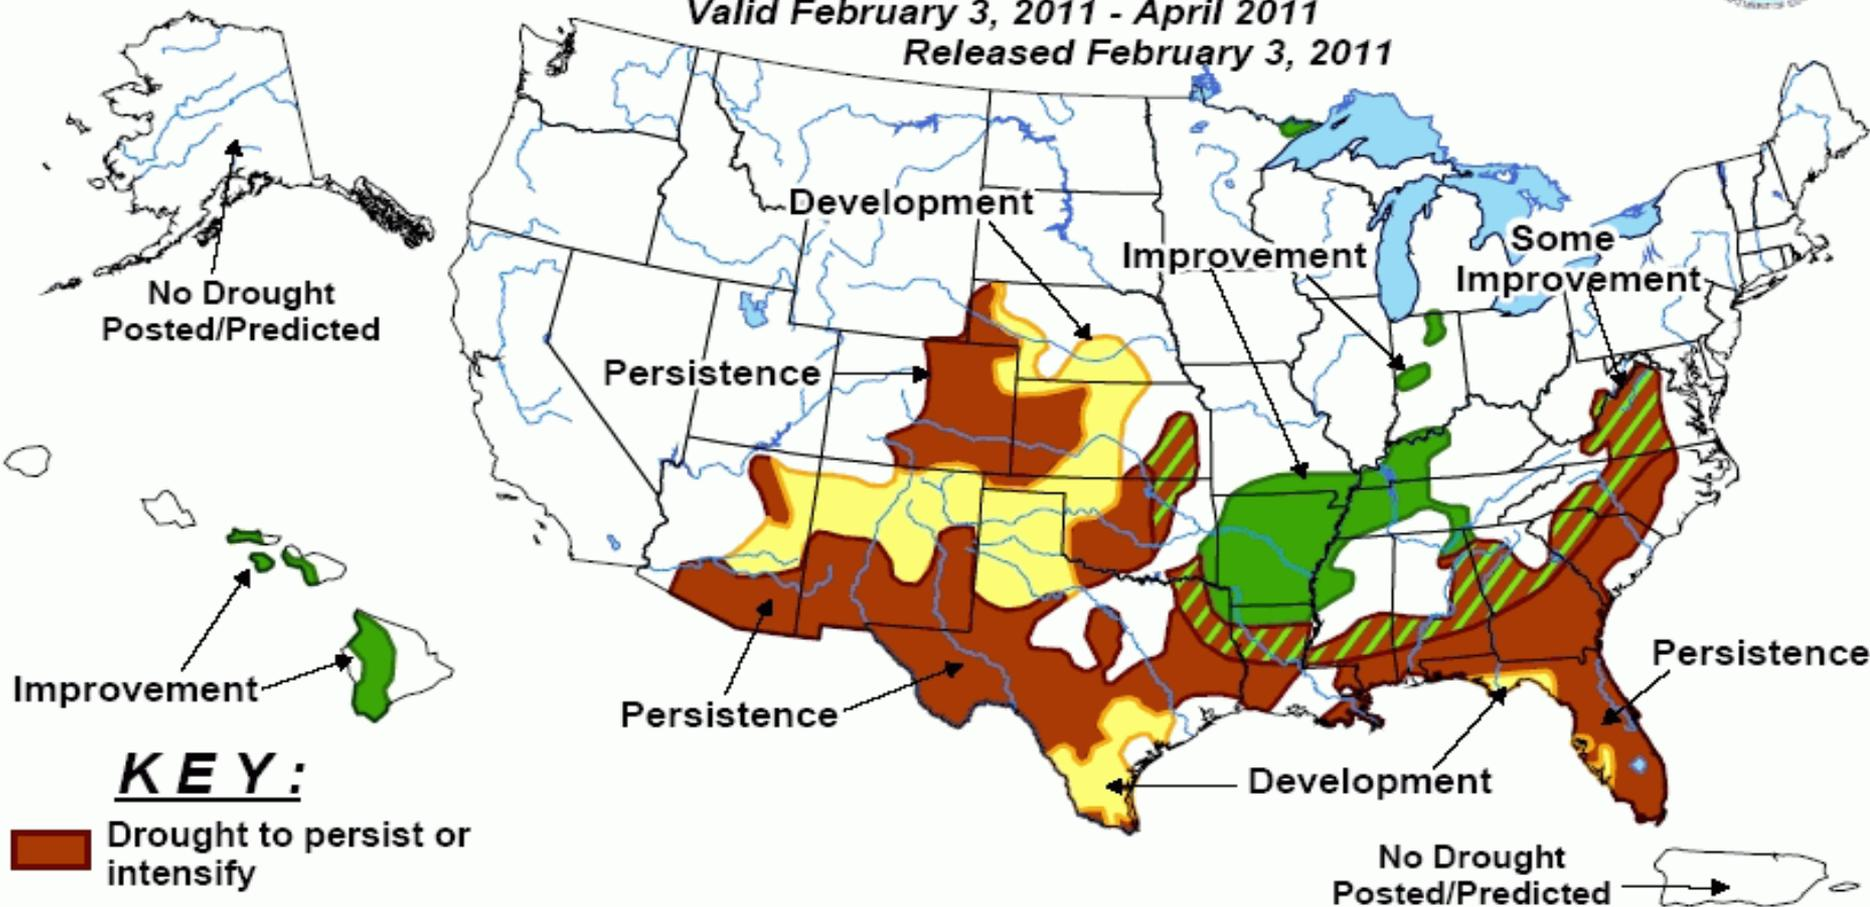 Valid February 3, 2011 - April 2011
Released February 3, 2011
Development
Improvement
Some
Improvement
No Drought
Posted/Predicted
Persistence
Improvement
Persistence
Persistence
Development
KEY:
Drought to persist or
intensify
No Drought
Posted/Predicted